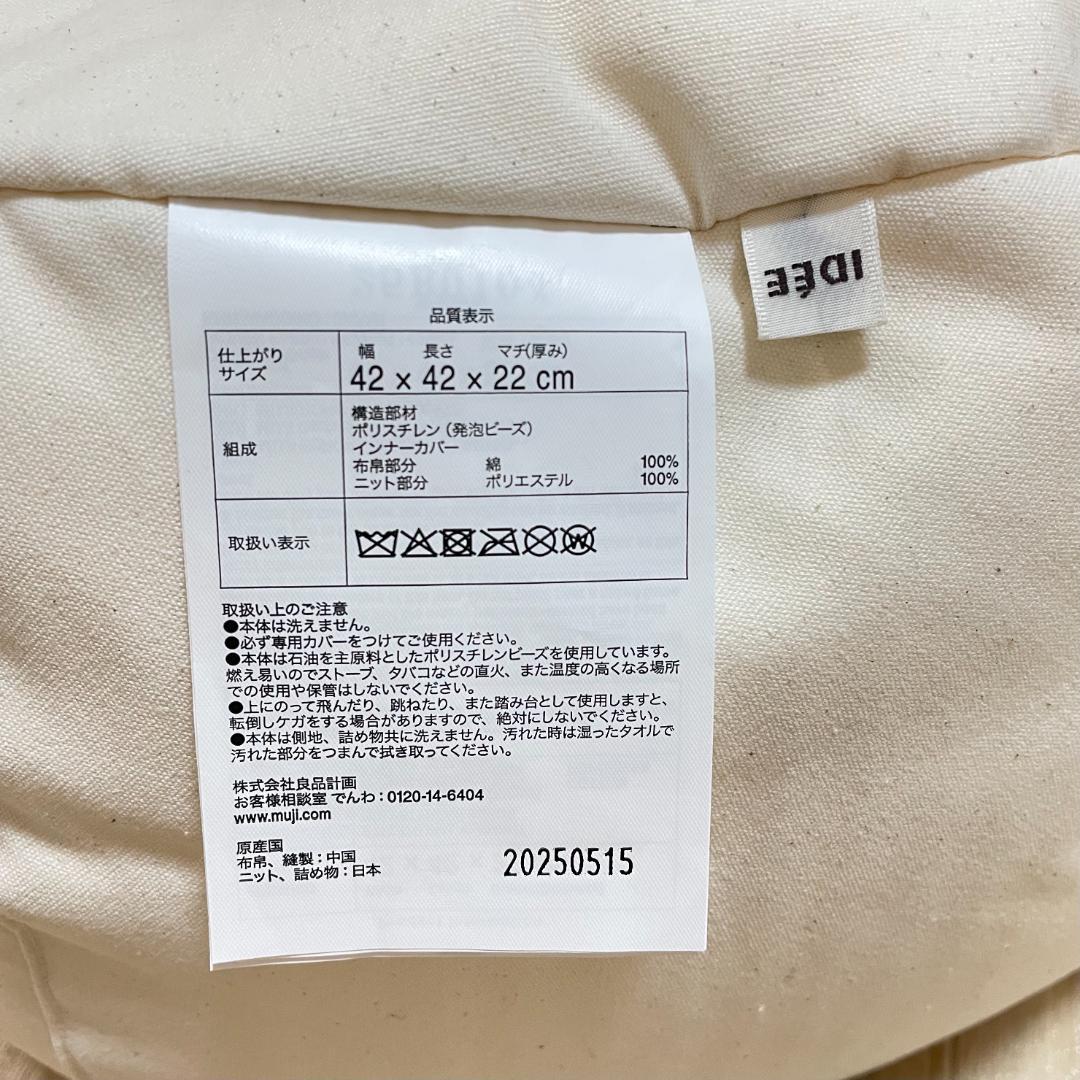 品質表示
仕上がり
サイズ
幅 長さ マチ(厚み)
42 x 42 x 22 cm
組成
構造部材
ポリスチレン(発泡ビーズ)
インナーカバー
布帛部分 綿 100%
ニット部分 ポリエステル 100%
取扱い表示
W
取扱い上のご注意
●本体は洗えません。
●必ず専用カバーをつけてご使用ください。
●本体は石油を主原料としたポリスチレンビーズを使用しています。
燃え易いのでストーブ、タバコなどの直火、また温度の高くなる場所
での使用や保管はしないでください。
●上にのって飛んだり、跳ねたり、また踏み台として使用しますと、
転倒しケガをする場合がありますので、絶対にしないでください。
●本体は側地、詰め物共に洗えません。汚れた時は湿ったタオルで
汚れた部分をつまんで拭き取ってください。
株式会社良品計画
お客様相談室 でんわ:0120-14-6404
www.muji.com
原産国
布帛、縫製:中国
ニット、詰め物:日本
20250515
IDÉE